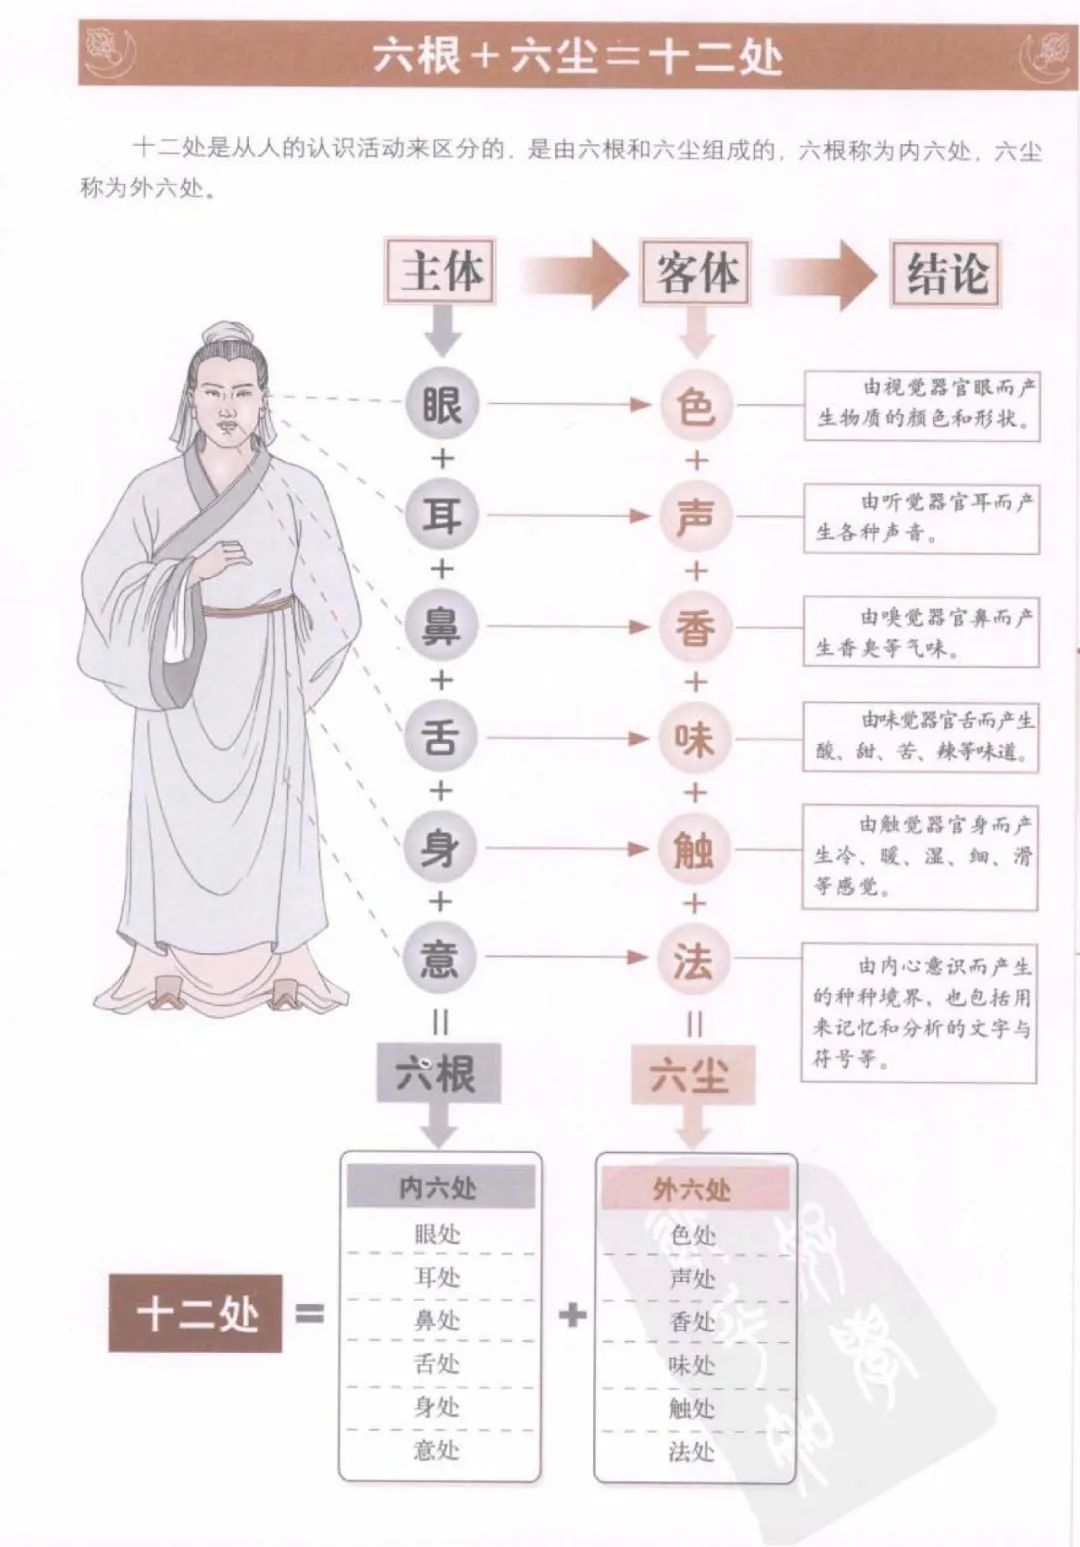 六根＋六尘＝十二处
十二处是从人的认识活动来区分的，是由六根和六尘组成的，六根称为内六处，六尘
称为外六处。
主体
客体
结论
眼
色
由视觉器官眼而产
生物质的颜色和形状。
+
+
耳
声
由听觉器官耳而产
生各种声音。
+
+
鼻
香
由嗅觉器官鼻而产
生香臭等气味。
+
+
舌
味
由味觉器官舌而产生
酸、甜、苦、辣等味道。
+
+
身
触
由触觉器官身而产
生冷、暖、湿、细、滑
等感觉。
+
+
意
法
由内心意识而产生
的种种境界，也包括用
来记忆和分析的文字与
符号等。
=
=
六根
六尘
十二处
=
内六处
眼处
耳处
鼻处
舌处
身处
意处
+
外六处
色处
声处
香处
味处
触处
法处